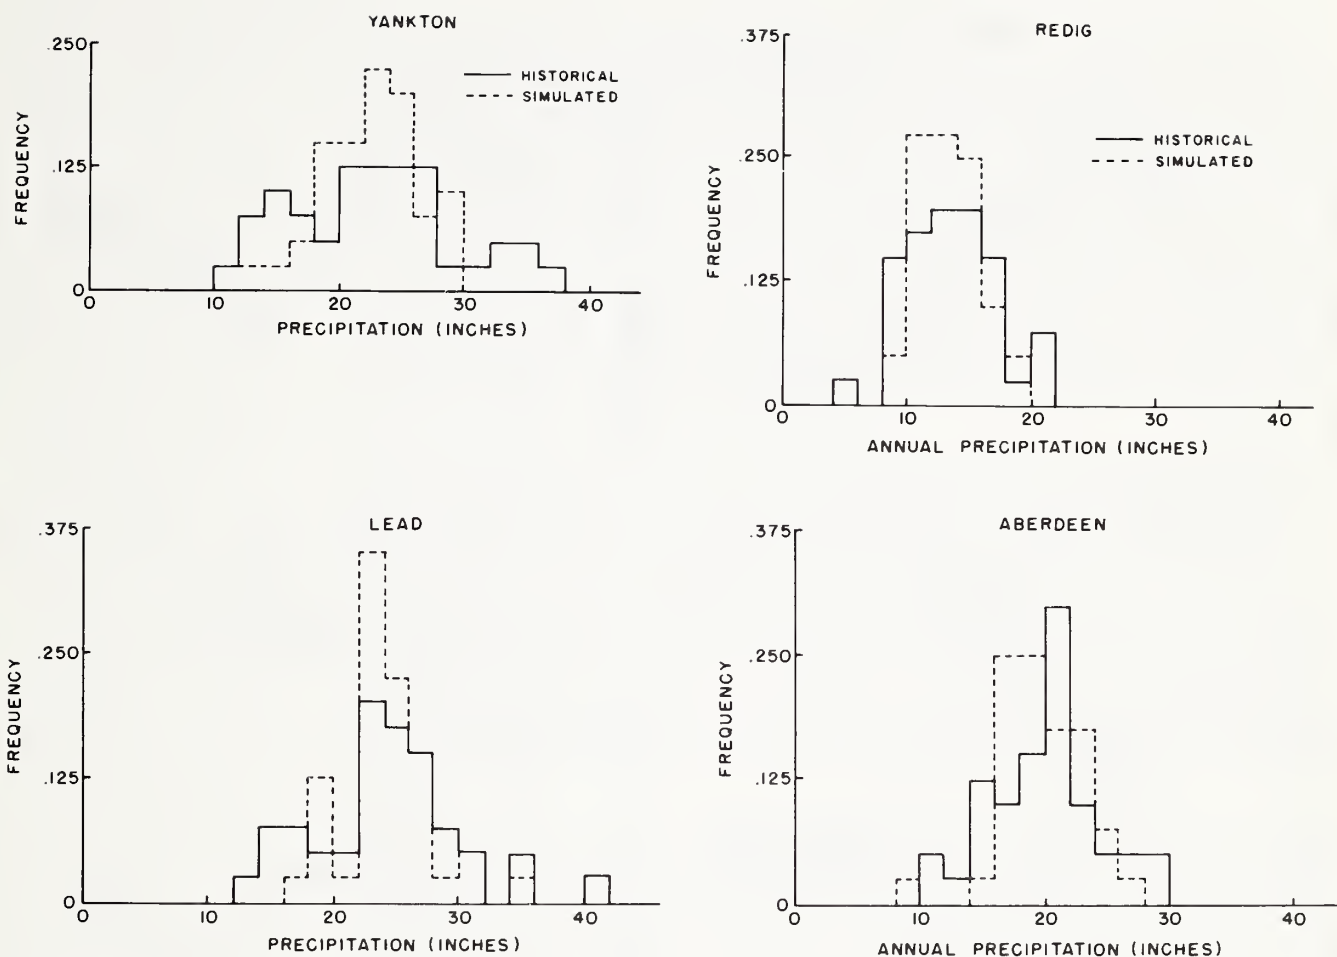 YANKTON
.250
.125
0
FREQUENCY
HISTORICAL
SIMULATED
0 10 20 30 40
PRECIPITATION (INCHES)
REDIG
.375
.250
.125
0
FREQUENCY
HISTORICAL
SIMULATED
0 10 20 30 40
ANNUAL PRECIPITATION (INCHES)
LEAD
.375
.250
.125
0
FREQUENCY
0 10 20 30 40
PRECIPITATION (INCHES)
ABERDEEN
.375
.250
.125
0
FREQUENCY
0 10 20 30 40
ANNUAL PRECIPITATION (INCHES)